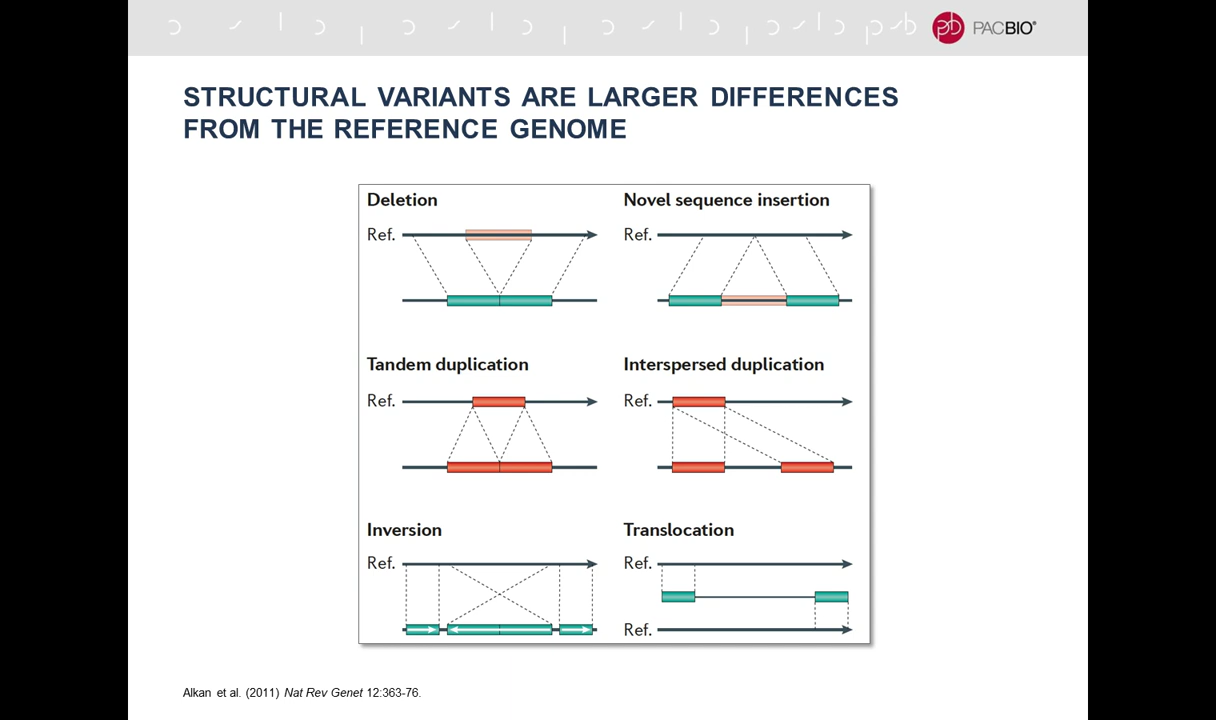 PACBIO®
STRUCTURAL VARIANTS ARE LARGER DIFFERENCES
FROM THE REFERENCE GENOME
Deletion
Ref.
Novel sequence insertion
Ref.
Tandem duplication
Ref.
Interspersed duplication
Ref.
Inversion
Ref.
Translocation
Ref.
Ref.
Alkan et al. (2011) Nat Rev Genet 12:363-76.